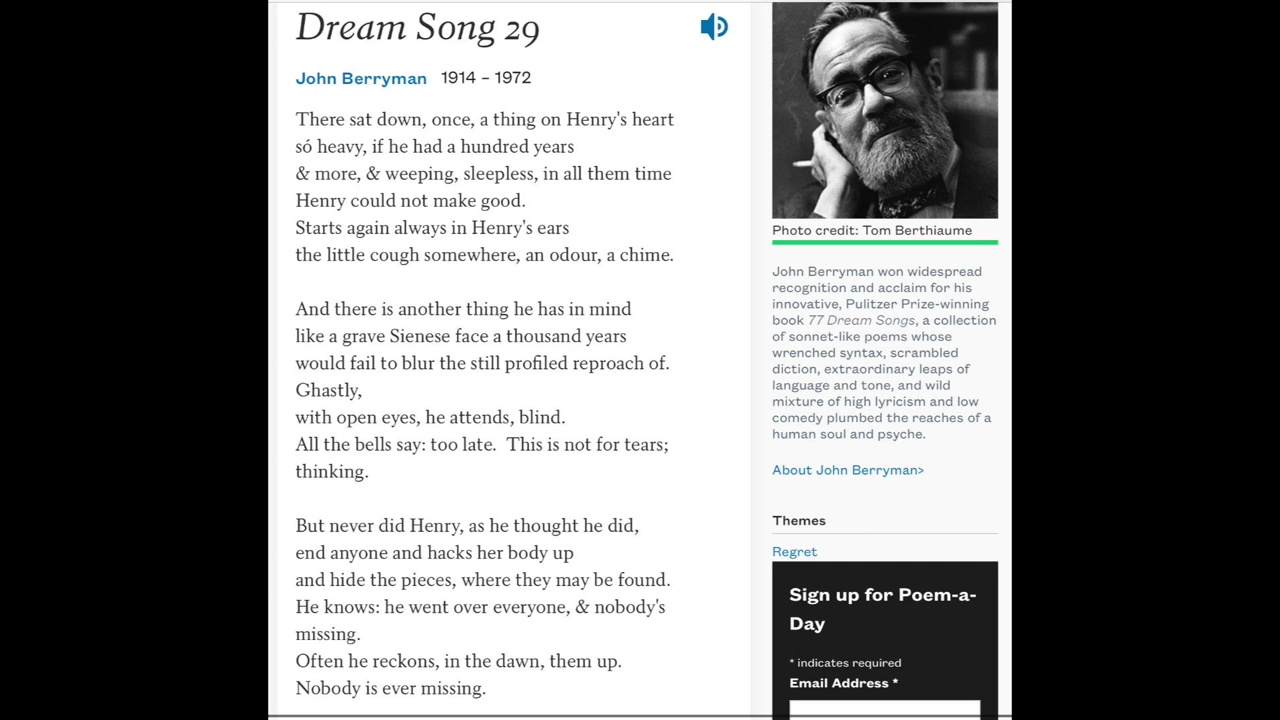 Dream Song 29
John Berryman 1914 – 1972
There sat down, once, a thing on Henry's heart
só heavy, if he had a hundred years
& more, & weeping, sleepless, in all them time
Henry could not make good.
Starts again always in Henry's ears
the little cough somewhere, an odour, a chime.
And there is another thing he has in mind
like a grave Sienese face a thousand years
would fail to blur the still profiled reproach of.
Ghastly,
with open eyes, he attends, blind.
All the bells say: too late.  This is not for tears;
thinking.
But never did Henry, as he thought he did,
end anyone and hacks her body up
and hide the pieces, where they may be found.
He knows: he went over everyone, & nobody's
missing.
Often he reckons, in the dawn, them up.
Nobody is ever missing.
Photo credit: Tom Berthiaume
John Berryman won widespread
recognition and acclaim for his
innovative, Pulitzer Prize-winning
book 77 Dream Songs, a collection
of sonnet-like poems whose
wrenched syntax, scrambled
diction, extraordinary leaps of
language and tone, and wild
mixture of high lyricism and low
comedy plumbed the reaches of a
human soul and psyche.
About John Berryman>
Themes
Regret
Sign up for Poem-a-
Day
* indicates required
Email Address *